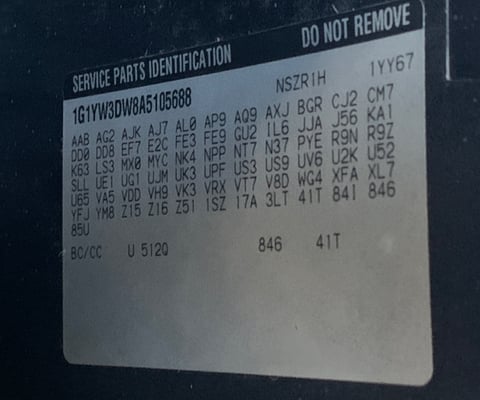 SERVICE PARTS IDENTIFICATION DO NOT REMOVE
1G1YW3DW8A5105688 NSZR1H 1YY67
AAB AG2 AJK AJ7 AL0 AP9 AQ9 AXJ BGR CJ2 CM7
DD0 DD8 EF7 E2C FE3 FE9 GU2 IL6 JJA J56 KA1
K63 LS3 MX0 MYC NK4 NPP NT7 N37 PYE R9N R9Z
SLL UE1 UG1 UJM UK3 UPF US3 US9 UV6 U2K U52
U65 VA5 VDD VH9 VK3 VRX VT7 V8D WG4 XFA XL7
YFJ YM8 Z15 Z16 Z51 1SZ 17A 3LT 41T 841 846
85U
BC/CC U 512Q 846 41T